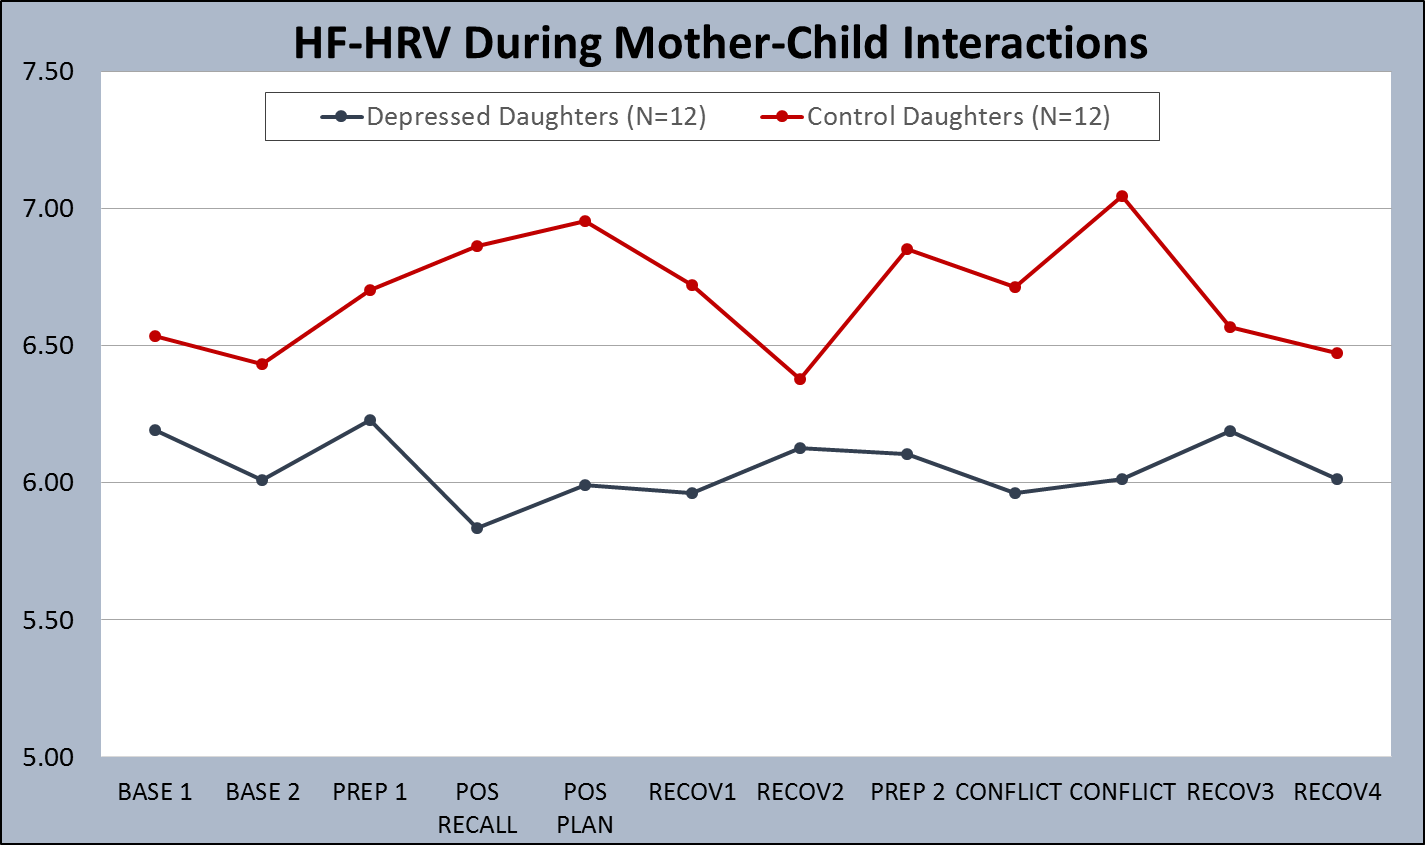 HF-HRV During Mother-Child Interactions
7.50
Depressed Daughters (N=12)
Control Daughters (N=12)
7.00
6.50
6.00
5.50
5.00
BASE 1
BASE 2
PREP 1
POS
RECALL
POS
PLAN
RECOV1
RECOV2
PREP 2
CONFLICT
CONFLICT
RECOV3
RECOV4